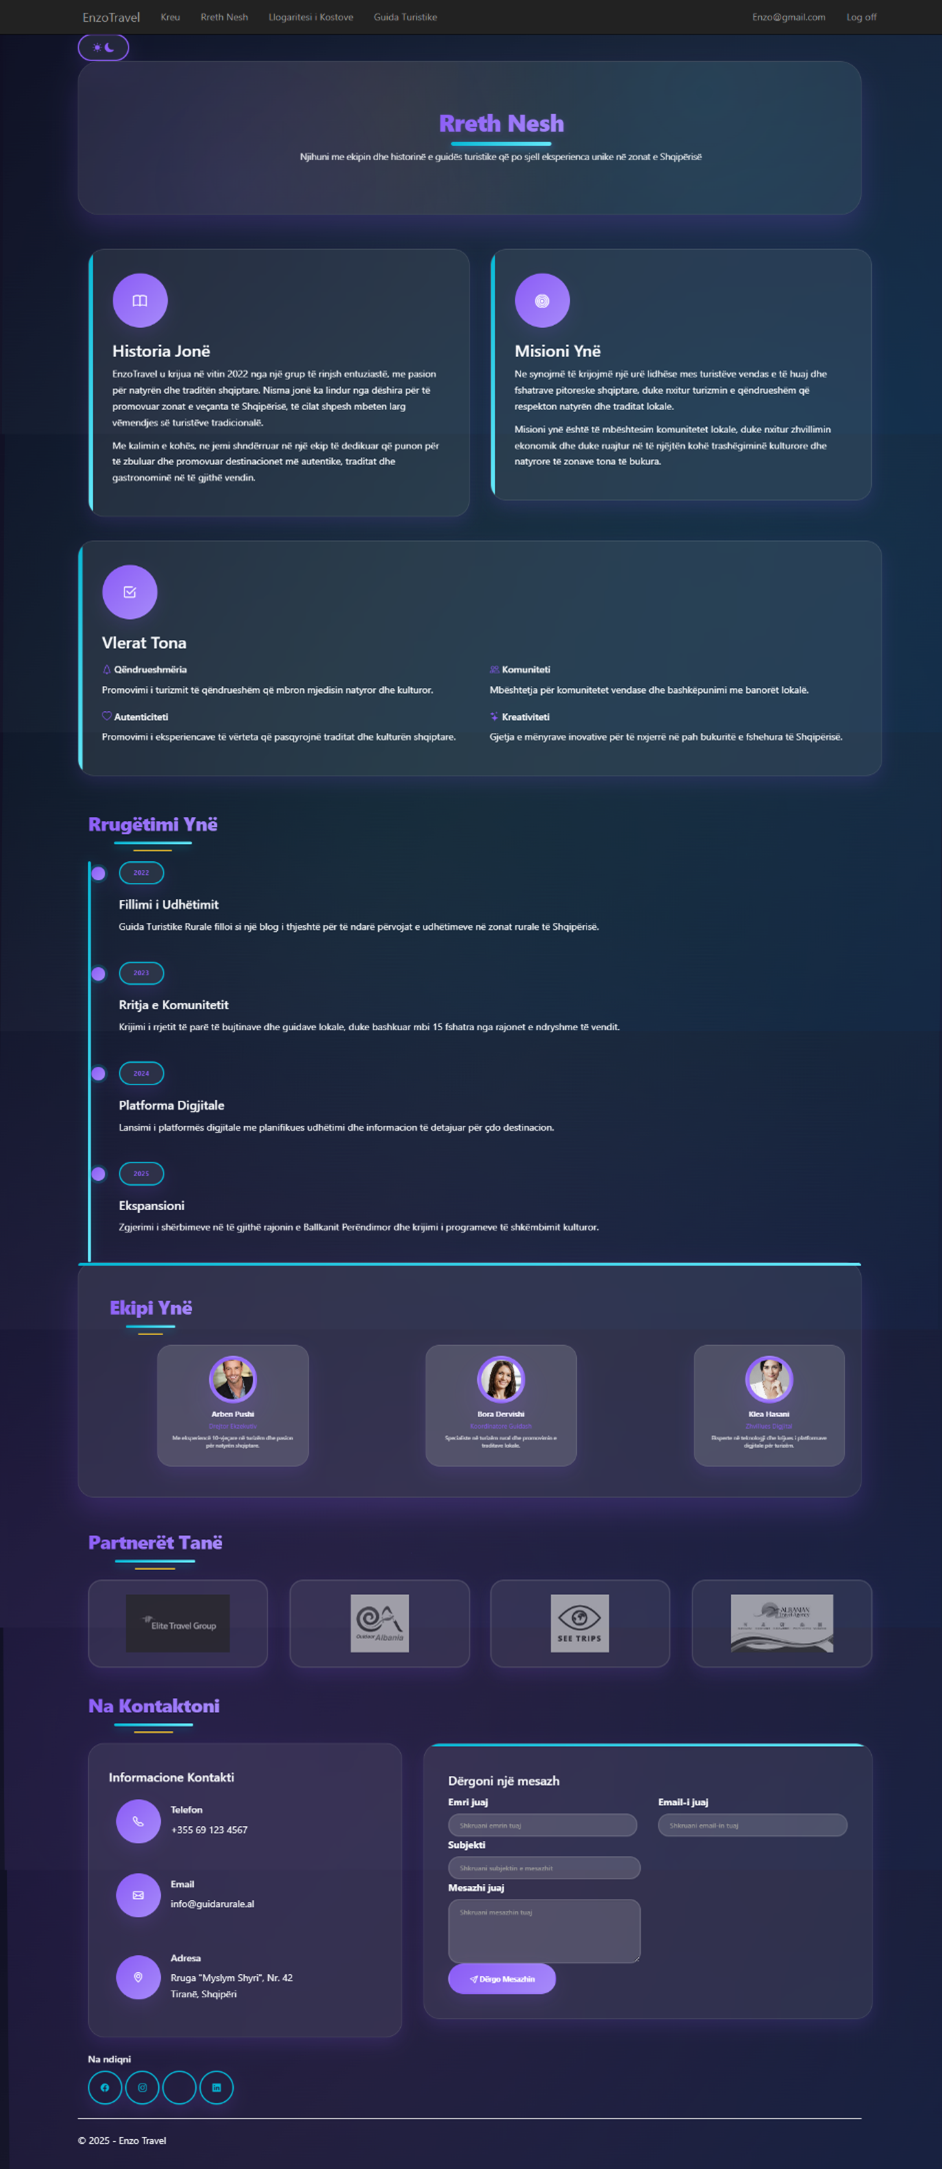 EnzoTravel Kreu Rreth Nesh Llogaritesi i Kostove Guida Turistike Enzo@gmail.com Log off
Rreth Nesh
Njihuni me ekipin dhe historinë e guidës turistike që po sjell eksperienca unike në zonat e Shqipërisë
Historia Jonë
EnzoTravel u krijua në vitin 2022 nga një grup të rinjsh entuziastë, me pasion
për natyrën dhe traditën shqiptare. Nisma jonë ka lindur nga dëshira për të
promovuar zonat e veçanta të Shqipërisë, të cilat shpesh mbeten larg
vëmendjes së turistëve tradicionalë.
Me kalimin e kohës, ne jemi shndërruar në një ekip të dedikuar që punon për
të zbuluar dhe promovuar destinacionet më autentike, traditat dhe
gastronominë në të gjithë vendin.
Misioni Ynë
Ne synojmë të krijojmë një urë lidhëse mes turistëve vendas e të huaj dhe
fshatrave pitoreske shqiptare, duke nxitur turizmin e qëndrueshëm që
respekton natyrën dhe traditat lokale.
Misioni ynë është të mbështesim komunitetet lokale, duke nxitur zhvillimin
ekonomik dhe duke ruajtur në të njëjtën kohë trashëgiminë kulturore dhe
natyrore të zonave tona të bukura.
Vlerat Tona
Qëndrueshmëria
Promovimi i turizmit të qëndrueshëm që mbron mjedisin natyror dhe kulturor.
Komuniteti
Mbështetja për komunitetet vendase dhe bashkëpunimi me banorët lokalë.
Autenticiteti
Promovimi i eksperiencave të vërteta që pasqyrojnë traditat dhe kulturën shqiptare.
Kreativiteti
Gjetja e mënyrave inovative për të nxjerrë në pah bukuritë e fshehura të Shqipërisë.
Rrugëtimi Ynë
2022
Fillimi i Udhëtimit
Guida Turistike Rurale filloi si një blog i thjeshtë për të ndarë përvojat e udhëtimeve në zonat rurale të Shqipërisë.
2023
Rritja e Komunitetit
Krijimi i rrjetit të parë të bujtinave dhe guidave lokale, duke bashkuar mbi 15 fshatra nga rajonet e ndryshme të vendit.
2024
Platforma Digjitale
Lansimi i platformës digjitale me planifikues udhëtimi dhe informacion të detajuar për çdo destinacion.
2025
Ekspansioni
Zgjerimi i shërbimeve në të gjithë rajonin e Ballkanit Perëndimor dhe krijimi i programeve të shkëmbimit kulturor.
Ekipi Ynë
Arben Pushi
Me eksperiencë 10-vjeçare në turizëm dhe pasion
për natyrën shqiptare.
Bora Dervishi
Specialiste në turizëm rural dhe promovimin e
traditave lokale.
Klea Hasani
Eksperte në teknologji dhe krijues i platformave
digjitale për turizëm.
Partnerët Tanë
Elite Travel Group
Outdoor Albania
SEE TRIPS
ALBANIAN
Travel Agency
Na Kontaktoni
Informacione Kontakti
Telefon
+355 69 123 4567
Email
info@guidarurale.al
Adresa
Rruga "Myslym Shyri", Nr. 42
Tiranë, Shqipëri
Dërgoni një mesazh
Emri juaj Email-i juaj
Shkruani emrin tuaj Shkruani email-in tuaj
Subjekti
Shkruani subjektin e mesazhit
Mesazhi juaj
Shkruani mesazhin tuaj
Dërgo Mesazhin
Na ndiqni
© 2025 - Enzo Travel